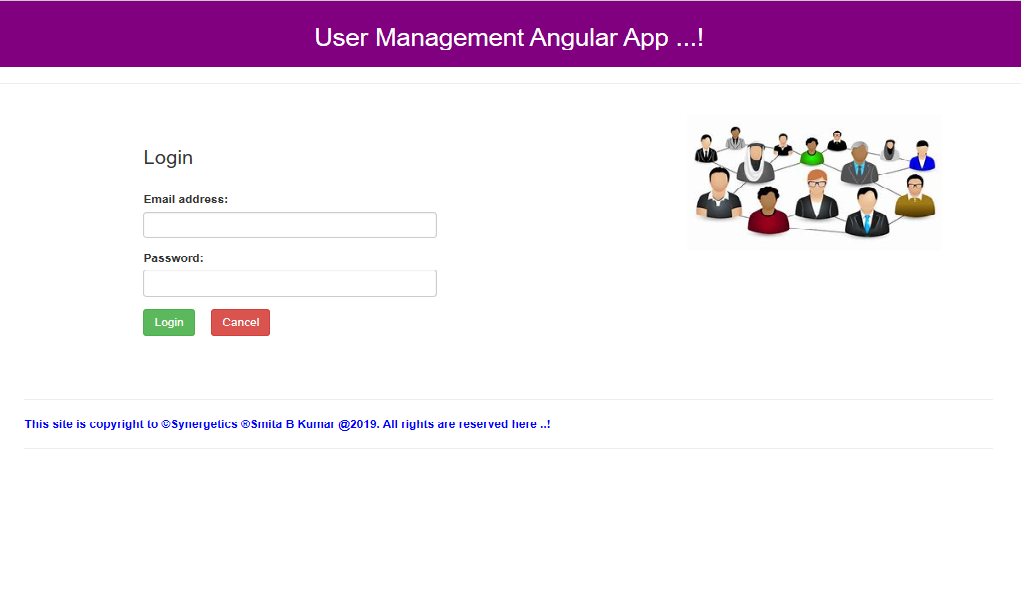 User Management Angular App ...!
Login
Email address:
Password:
Login Cancel
This site is copyright to ©Synergetics ®Smita B Kumar @2019. All rights are reserved here ..!